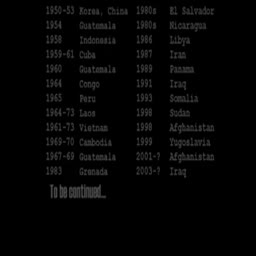 1950-53 Korea, China 1980s El Salvador
1954 Guatemala 1980s Nicaragua
1958 Indonesia 1986 Libya
1959-61 Cuba 1987 Iran
1960 Guatemala 1989 Panama
1964 Congo 1991 Iraq
1965 Peru 1993 Somalia
1964-73 Laos 1998 Sudan
1961-73 Vietnam 1998 Afghanistan
1969-70 Cambodia 1999 Yugoslavia
1967-69 Guatemala 2001-? Afghanistan
1983 Grenada 2003-? Iraq
To be continued...